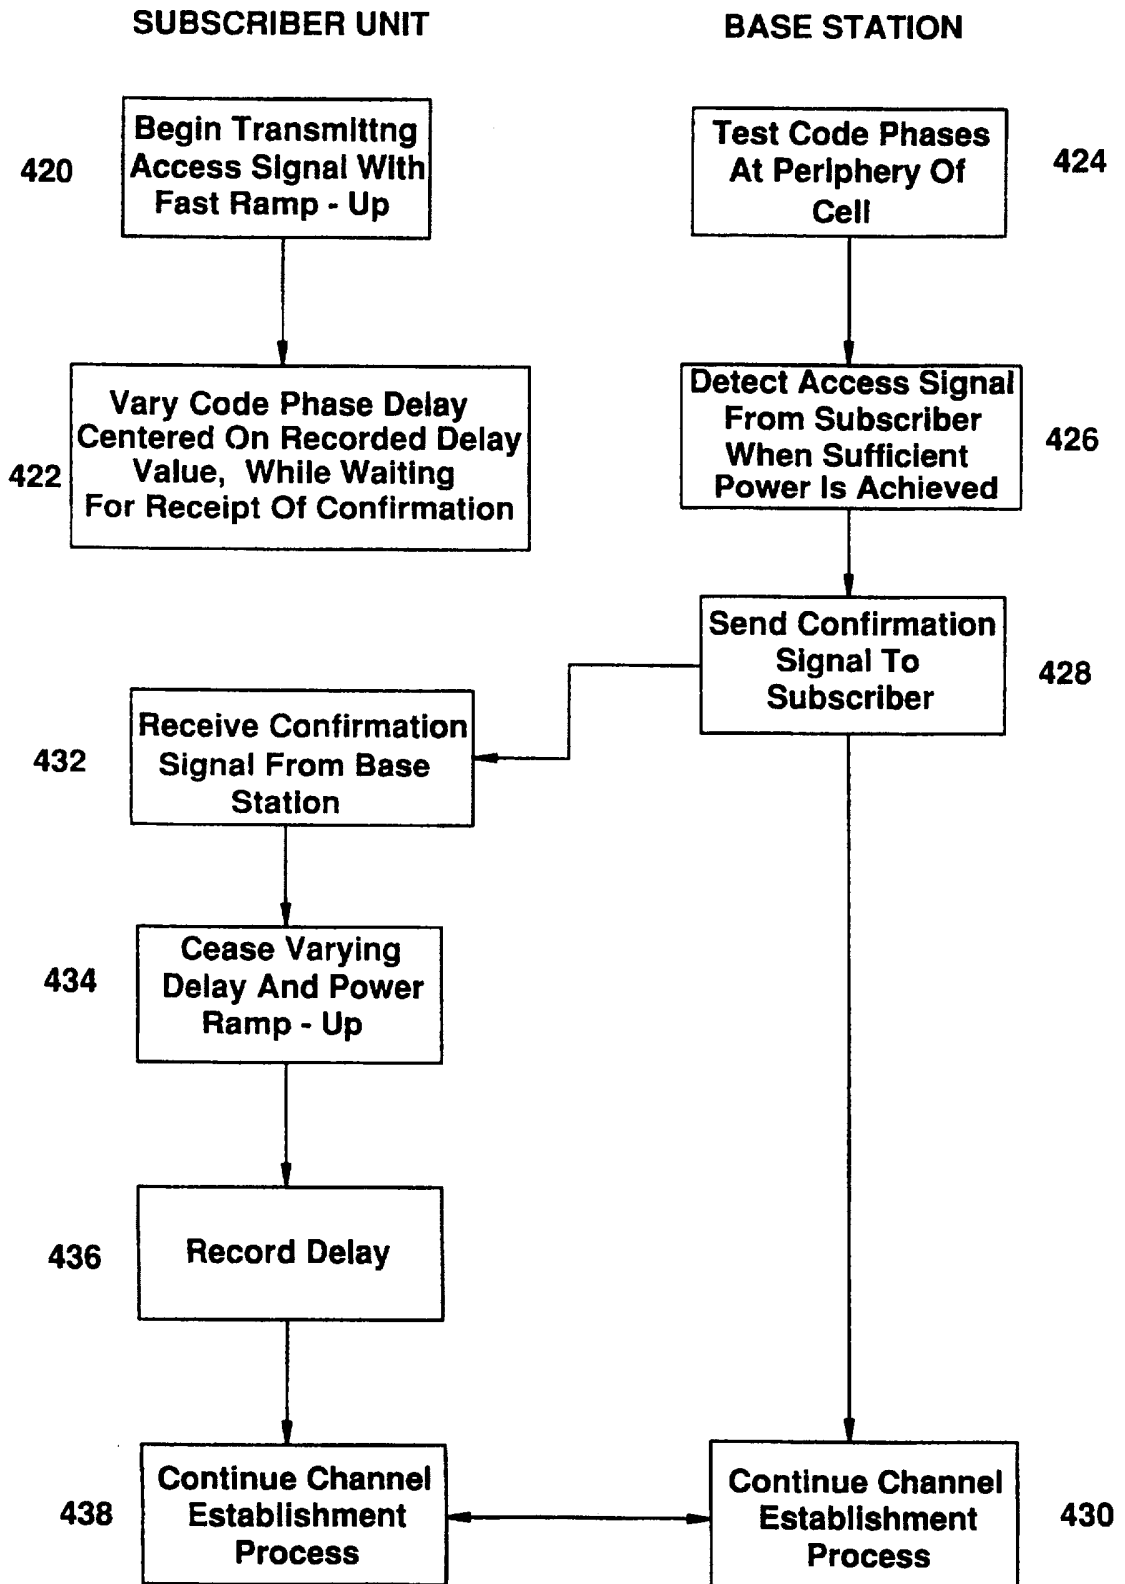 SUBSCRIBER UNIT
BASE STATION
420
Begin Transmittng
Access Signal With
Fast Ramp - Up
Test Code Phases
At Periphery Of
Cell
424
422
Vary Code Phase Delay
Centered On Recorded Delay
Value, While Waiting
For Receipt Of Confirmation
Detect Access Signal
From Subscriber
When Sufficient
Power Is Achieved
426
Send Confirmation
Signal To
Subscriber
428
432
Receive Confirmation
Signal From Base
Station
434
Cease Varying
Delay And Power
Ramp - Up
436
Record Delay
438
Continue Channel
Establishment
Process
Continue Channel
Establishment
Process
430